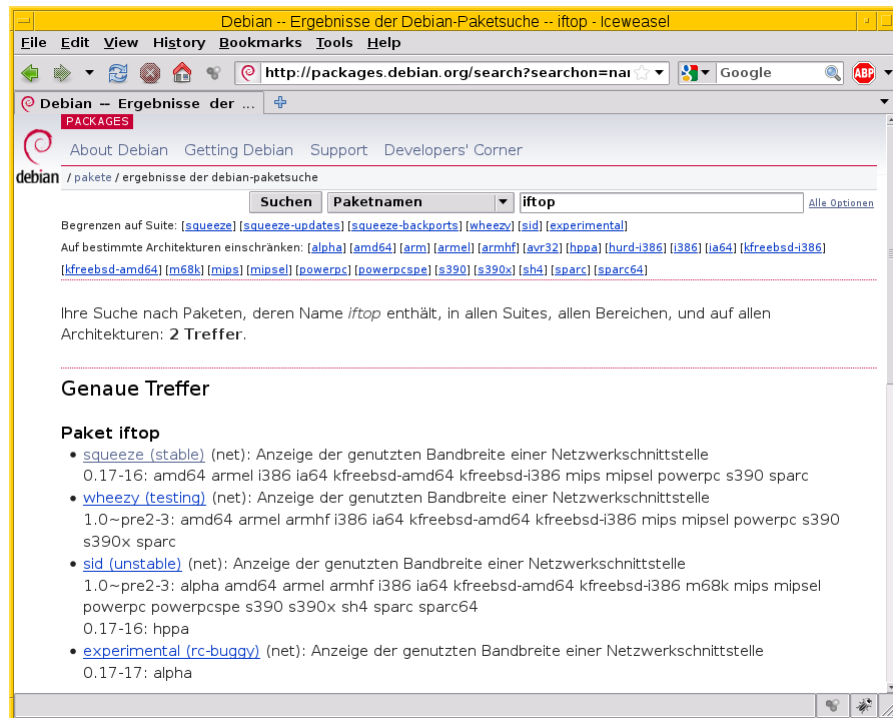 Debian -- Ergebnisse der Debian-Paketsuche -- iftop - Iceweasel
File Edit View History Bookmarks Tools Help
http://packages.debian.org/search?searchon=nar Google ABP
Debian -- Ergebnisse der ...
PACKAGES
About Debian Getting Debian Support Developers' Corner
debian / pakete / ergebnisse der debian-paketsuche
Suchen Paketnamen iftop Alle Optionen
Begrenzen auf Suite: [squeeze] [squeeze-updates] [squeeze-backports] [wheezy] [sid] [experimental]
Auf bestimmte Architekturen einschränken: [alpha] [amd64] [arm] [armel] [armhf] [avr32] [hppa] [hurd-i386] [i386] [ia64] [kfreebsd-i386]
[kfreebsd-amd64] [m68k] [mips] [mipsel] [powerpc] [powerpcspe] [s390] [s390x] [sh4] [sparc] [sparc64]
Ihre Suche nach Paketen, deren Name iftop enthält, in allen Suites, allen Bereichen, und auf allen
Architekturen: 2 Treffer.
Genaue Treffer
Paket iftop
• squeeze (stable) (net): Anzeige der genutzten Bandbreite einer Netzwerkschnittstelle
0.17-16: amd64 armel i386 ia64 kfreebsd-amd64 kfreebsd-i386 mips mipsel powerpc s390 sparc
• wheezy (testing) (net): Anzeige der genutzten Bandbreite einer Netzwerkschnittstelle
1.0~pre2-3: amd64 armel armhf i386 ia64 kfreebsd-amd64 kfreebsd-i386 mips mipsel powerpc s390
s390x sparc
• sid (unstable) (net): Anzeige der genutzten Bandbreite einer Netzwerkschnittstelle
1.0~pre2-3: alpha amd64 armel armhf i386 ia64 kfreebsd-amd64 kfreebsd-i386 m68k mips mipsel
powerpc powerpcspe s390 s390x sh4 sparc sparc64
0.17-16: hppa
• experimental (rc-buggy) (net): Anzeige der genutzten Bandbreite einer Netzwerkschnittstelle
0.17-17: alpha